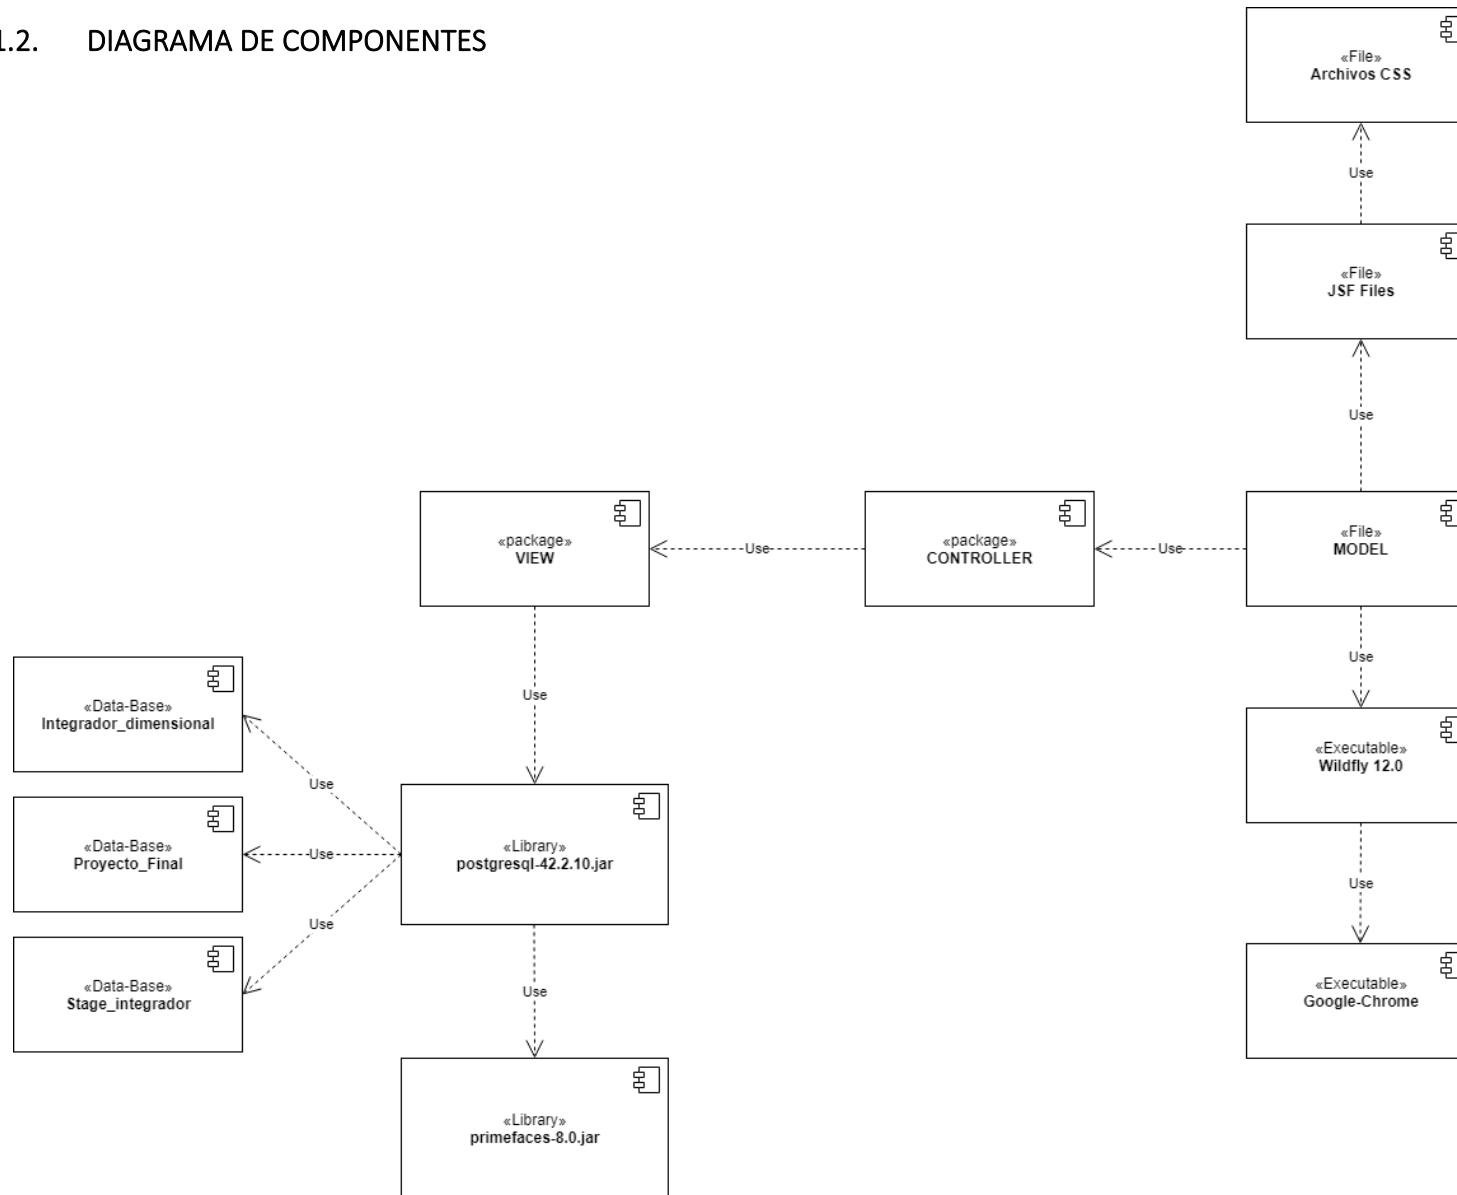 1.2. DIAGRAMA DE COMPONENTES
«File»
Archivos CSS
Use
«File»
JSF Files
Use
«package»
VIEW
Use
«package»
CONTROLLER
Use
«File»
MODEL
Use
Use
«Data-Base»
Integrador_dimensional
«Executable»
Wildfly 12.0
Use
«Data-Base»
Proyecto_Final
Use
«Library»
postgresql-42.2.10.jar
Use
Use
«Data-Base»
Stage_integrador
Use
«Executable»
Google-Chrome
«Library»
primefaces-8.0.jar